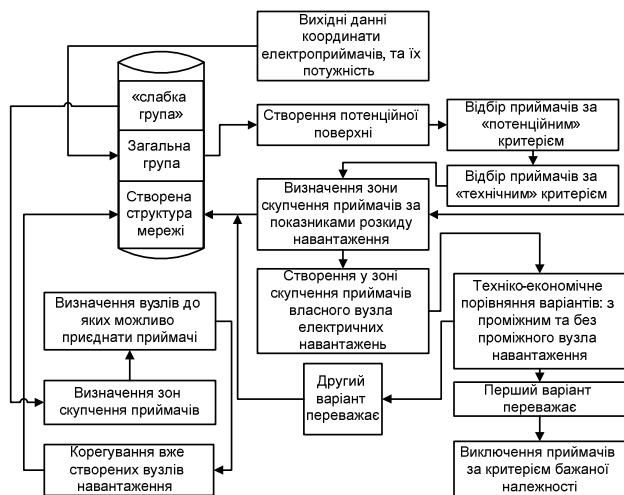 Вихідні данні
координати
електроприймачів, та їх
потужність
«слабка
група»
Загальна
група
Створена
структура
мережі
Створення потенційної
поверхні
Відбір приймачів за
«потенційним»
критерієм
Відбір приймачів за
«технічним» критерієм
Визначення зони
скупчення приймачів за
показниками розкиду
навантаження
Створення у зоні
скупчення приймачів
власного вузла
електричних
навантажень
Техніко-економічне
порівняння варіантів: з
проміжним та без
проміжного вузла
навантаження
Визначення вузлів до
яких можливо
приєднати приймачі
Визначення зон
скупчення приймачів
Корегування вже
створених вузлів
навантаження
Другий
варіант
переважає
Перший варіант
переважає
Виключення приймачів
за критерієм бажаної
належності